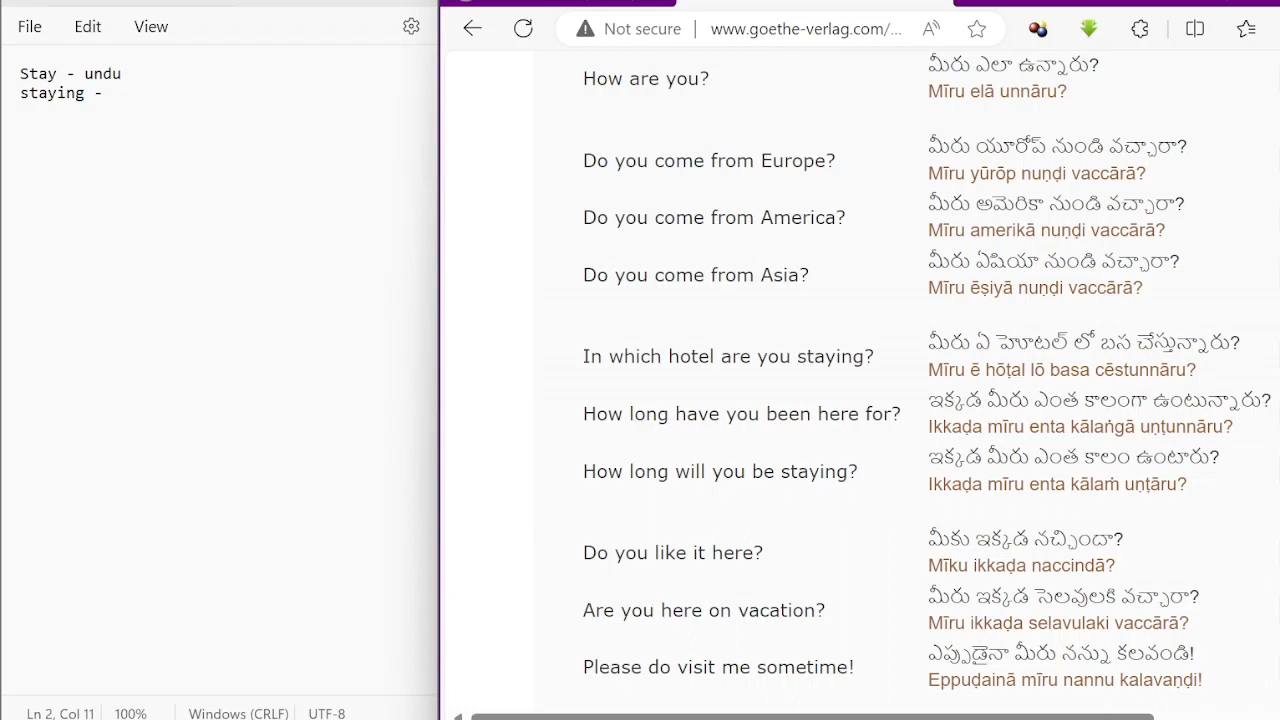 File Edit View
Stay - undu
staying -
Ln 2, Col 11 100% Windows (CRLF) UTF-8
Not secure www.goethe-verlag.com/...
How are you?
మీరు ఎలా ఉన్నారు?
Mīru elā unnāru?
Do you come from Europe?
మీరు యూరోప్ నుండి వచ్చారా?
Mīru yūrōp nuṇḍi vaccārā?
Do you come from America?
మీరు అమెరికా నుండి వచ్చారా?
Mīru amerikā nuṇḍi vaccārā?
Do you come from Asia?
మీరు ఏషియా నుండి వచ్చారా?
Mīru ēṣiyā nuṇḍi vaccārā?
In which hotel are you staying?
మీరు ఏ హెూటల్ లో బస చేస్తున్నారు?
Mīru ē hōṭal lō basa cēstunnāru?
How long have you been here for?
ఇక్కడ మీరు ఎంత కాలంగా ఉంటున్నారు?
Ikkaḍa mīru enta kālaṅgā uṇṭunnāru?
How long will you be staying?
ఇక్కడ మీరు ఎంత కాలం ఉంటారు?
Ikkaḍa mīru enta kālaṁ uṇṭāru?
Do you like it here?
మీకు ఇక్కడ నచ్చిందా?
Mīku ikkaḍa naccindā?
Are you here on vacation?
మీరు ఇక్కడ సెలవులకి వచ్చారా?
Mīru ikkaḍa selavulaki vaccārā?
Please do visit me sometime!
ఎప్పుడైనా మీరు నన్ను కలవండి!
Eppuḍainā mīru nannu kalavaṇḍi!